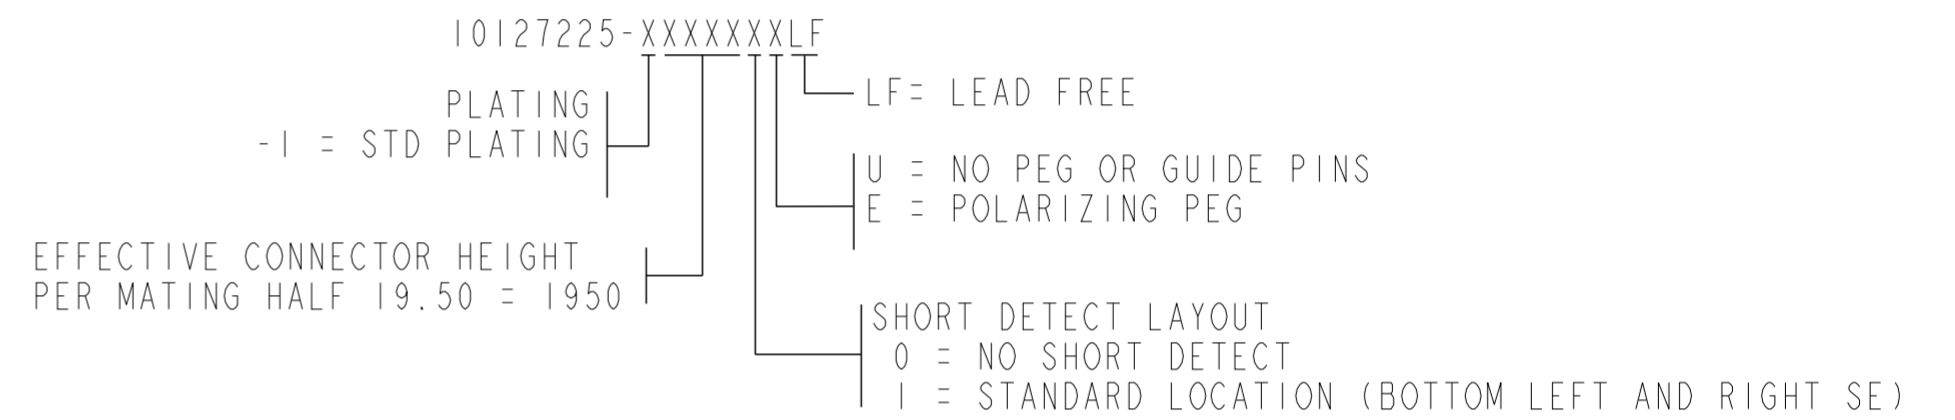 10127225-XXXXXXXLF
LF= LEAD FREE
PLATING
-1 = STD PLATING
U = NO PEG OR GUIDE PINS
E = POLARIZING PEG
EFFECTIVE CONNECTOR HEIGHT
PER MATING HALF 19.50 = 1950
SHORT DETECT LAYOUT
0 = NO SHORT DETECT
1 = STANDARD LOCATION (BOTTOM LEFT AND RIGHT SE)